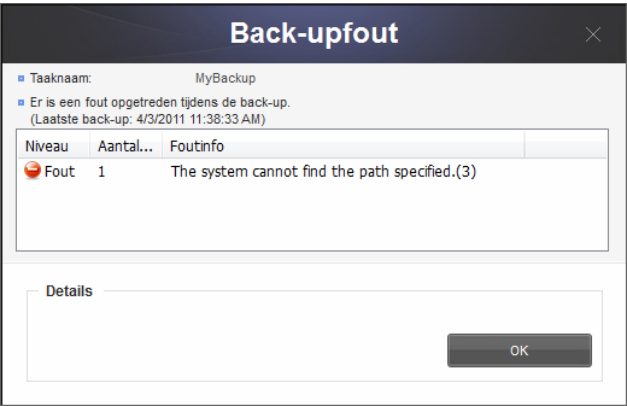 Back-upfout
Taaknaam: MyBackup
Er is een fout opgetreden tijdens de back-up.
(Laatste back-up: 4/3/2011 11:38:33 AM)
Niveau Aantal... Foutinfo
Fout 1 The system cannot find the path specified.(3)
Details
OK